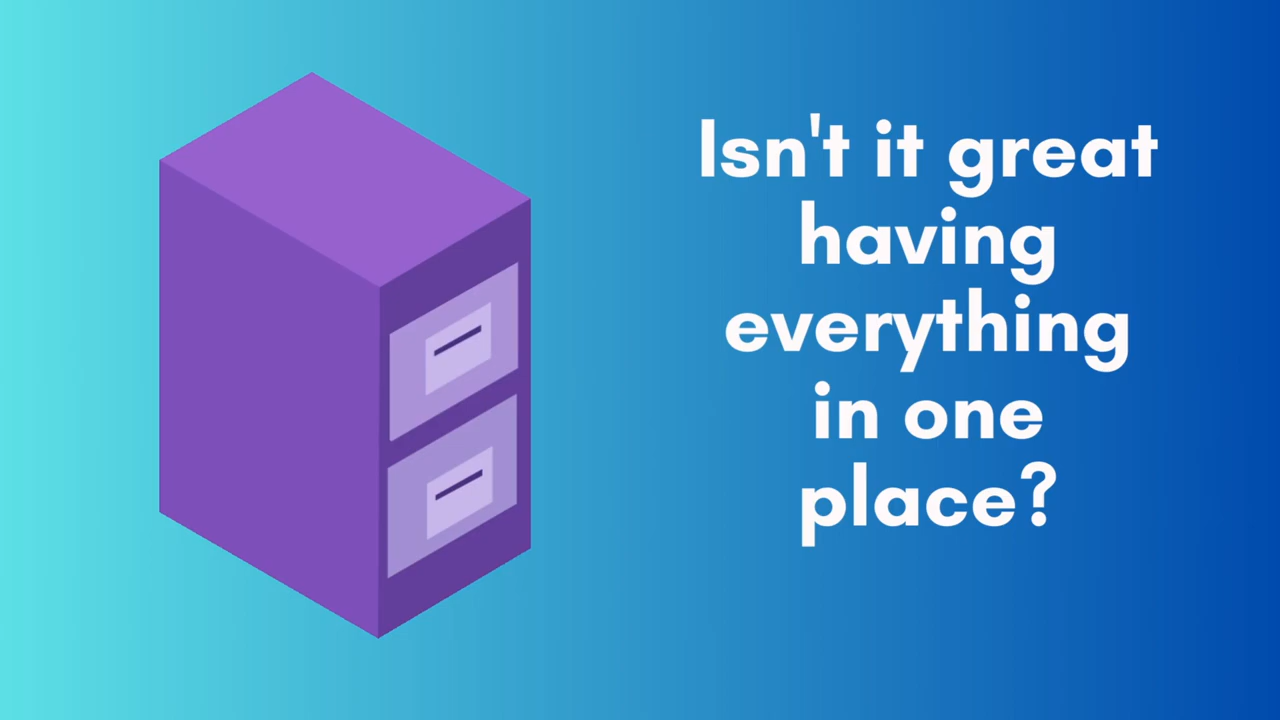 Isn't it great
having
everything
in one
place?